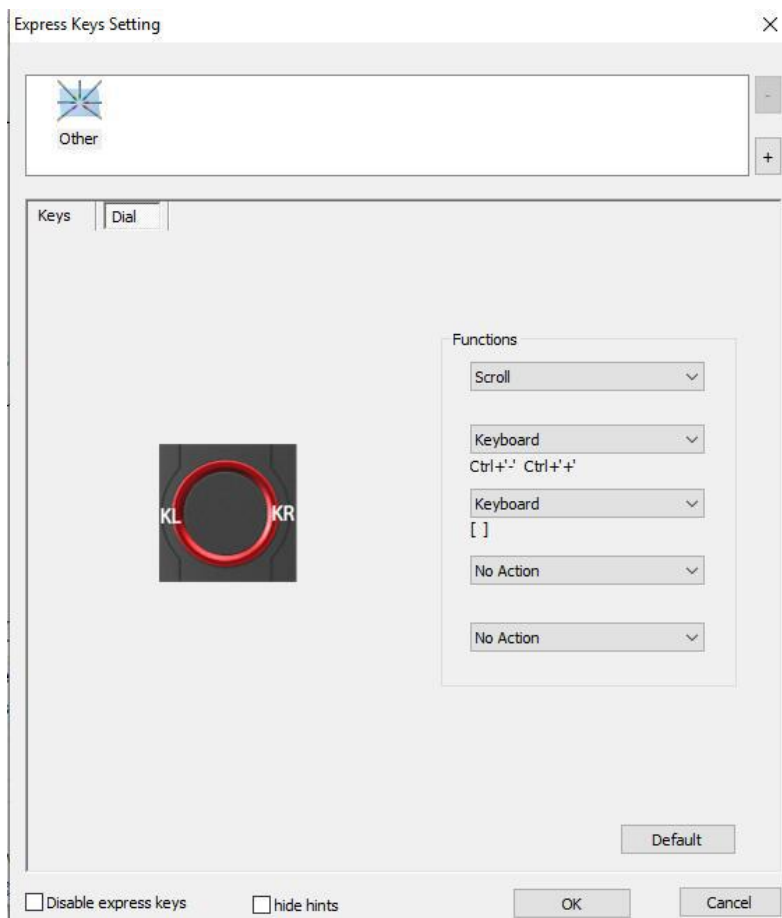 Express Keys Setting
Other
-
+
Keys Dial
Functions
Scroll
Keyboard
Ctrl+'-' Ctrl+'+'
Keyboard
[ ]
No Action
No Action
KL KR
Default
Disable express keys hide hints OK Cancel